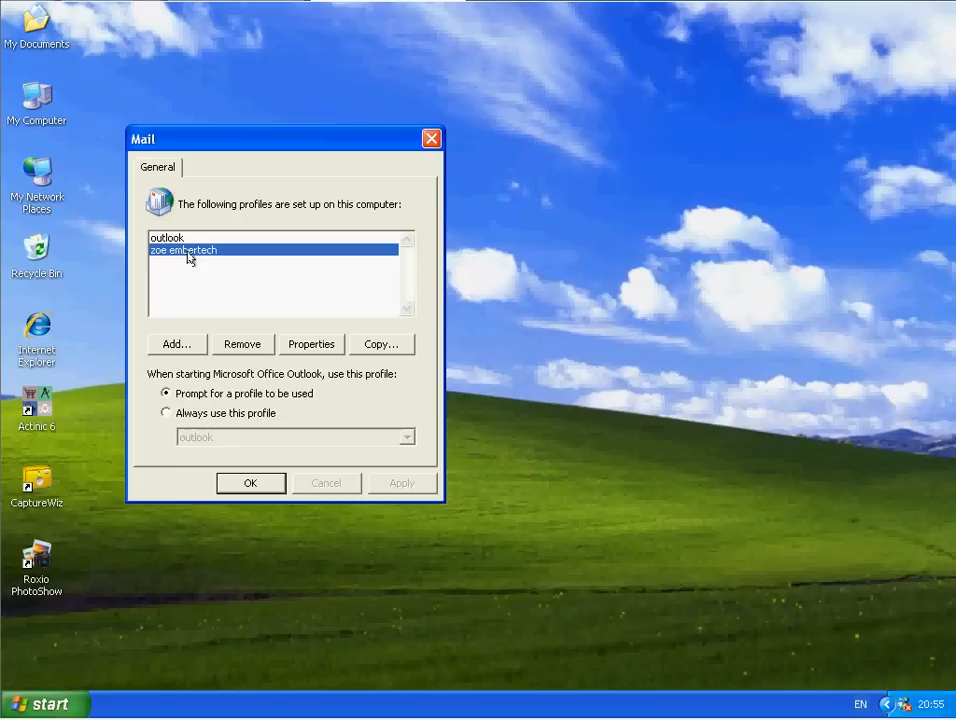 My Documents
My Computer
My Network
Places
Recycle Bin
Internet
Explorer
Actinic 6
CaptureWiz
Roxio
PhotoShow
Mail
General
The following profiles are set up on this computer:
outlook
zoe embertech
Add...
Remove
Properties
Copy...
When starting Microsoft Office Outlook, use this profile:
Prompt for a profile to be used
Always use this profile
outlook
OK
Cancel
Apply
start
EN
20:55